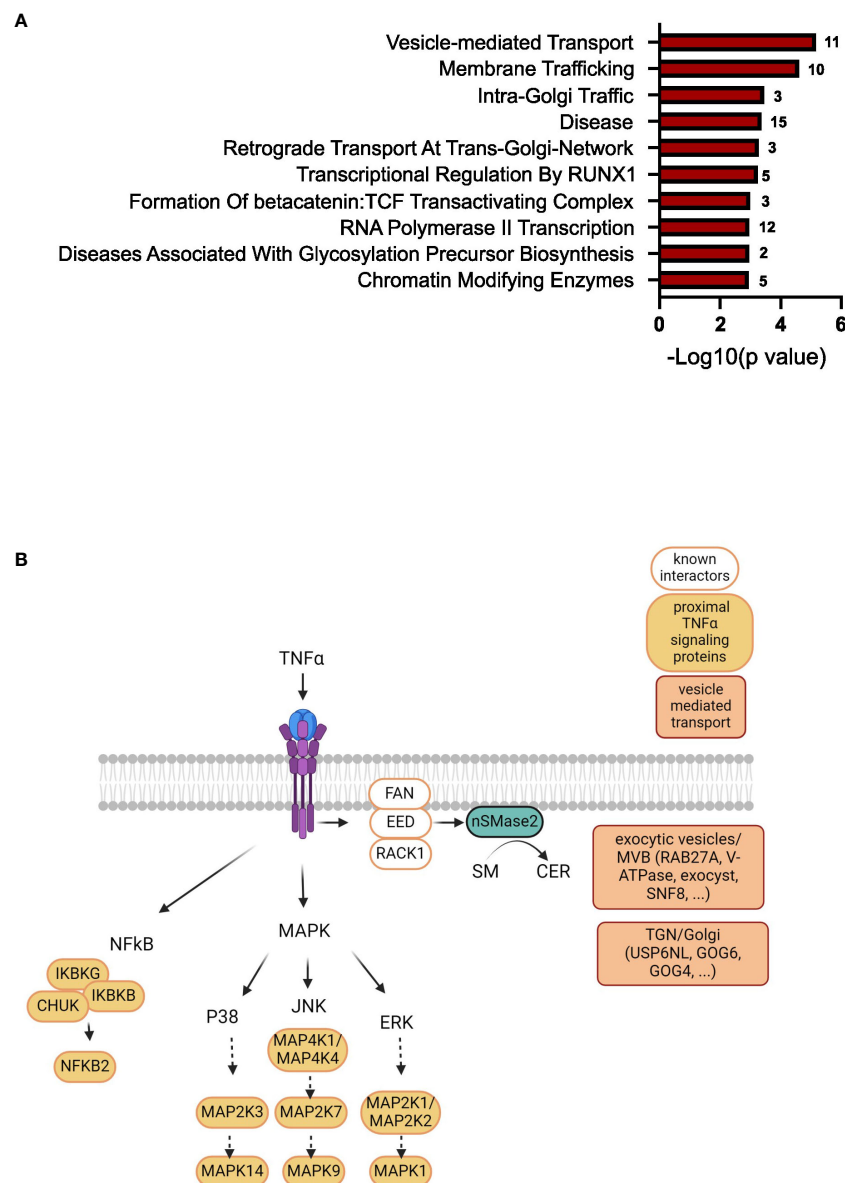 A
Vesicle-mediated Transport 11
Membrane Trafficking 10
Intra-Golgi Traffic 3
Disease 15
Retrograde Transport At Trans-Golgi-Network 3
Transcriptional Regulation By RUNX1 5
Formation Of betacatenin:TCF Transactivating Complex 3
RNA Polymerase II Transcription 12
Diseases Associated With Glycosylation Precursor Biosynthesis 2
Chromatin Modifying Enzymes 5
0 2 4 6
-Log10(p value)
B
known
interactors
proximal
TNFα
signaling
proteins
vesicle
mediated
transport
TNFα
FAN
EED
RACK1
nSMase2
SM
CER
exocytic vesicles/
MVB (RAB27A, V-
ATPase, exocyst,
SNF8, ...)
TGN/Golgi
(USP6NL, GOG6,
GOG4, ...)
NFkB
IKBKG
IKBKB
CHUK
NFKB2
MAPK
P38
JNK
ERK
MAP4K1/
MAP4K4
MAP2K3
MAP2K7
MAP2K1/
MAP2K2
MAPK14
MAPK9
MAPK1